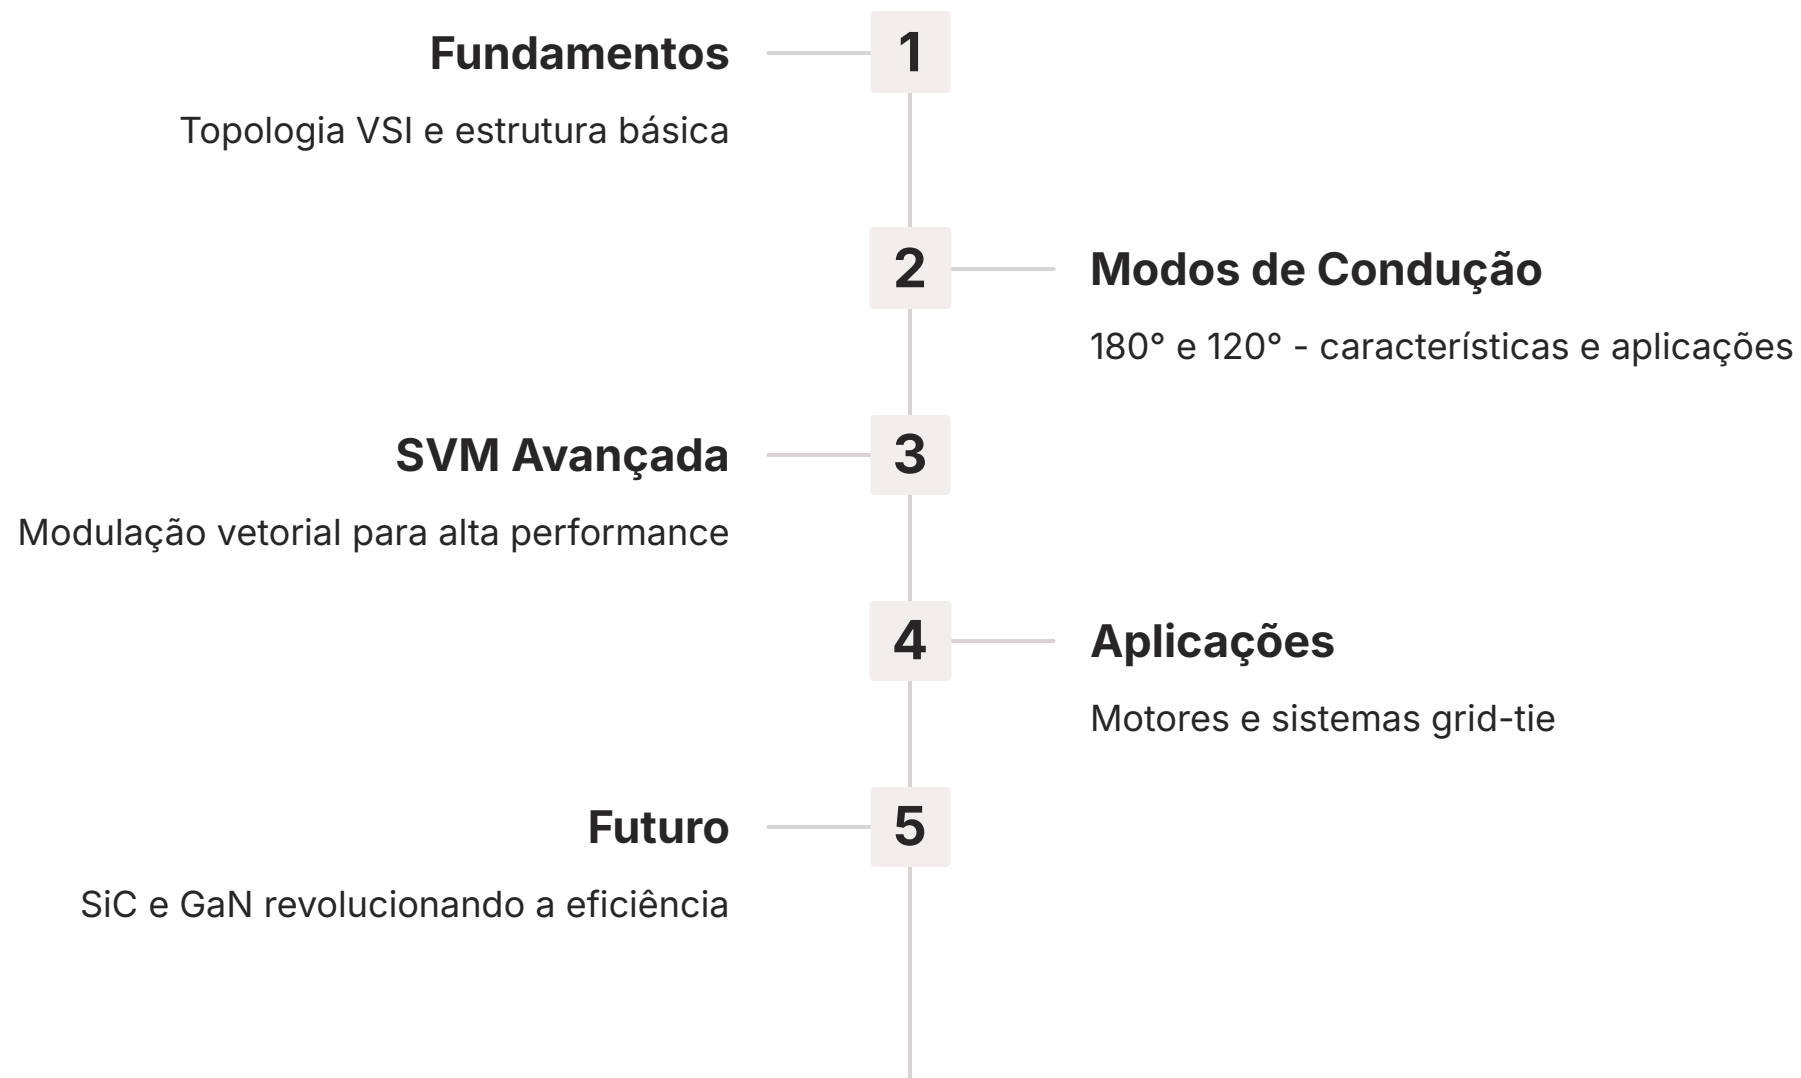 Fundamentos
1
Topologia VSI e estrutura básica
2
Modos de Condução
180° e 120° - características e aplicações
SVM Avançada
3
Modulação vetorial para alta performance
4
Aplicações
Motores e sistemas grid-tie
Futuro
5
SiC e GaN revolucionando a eficiência